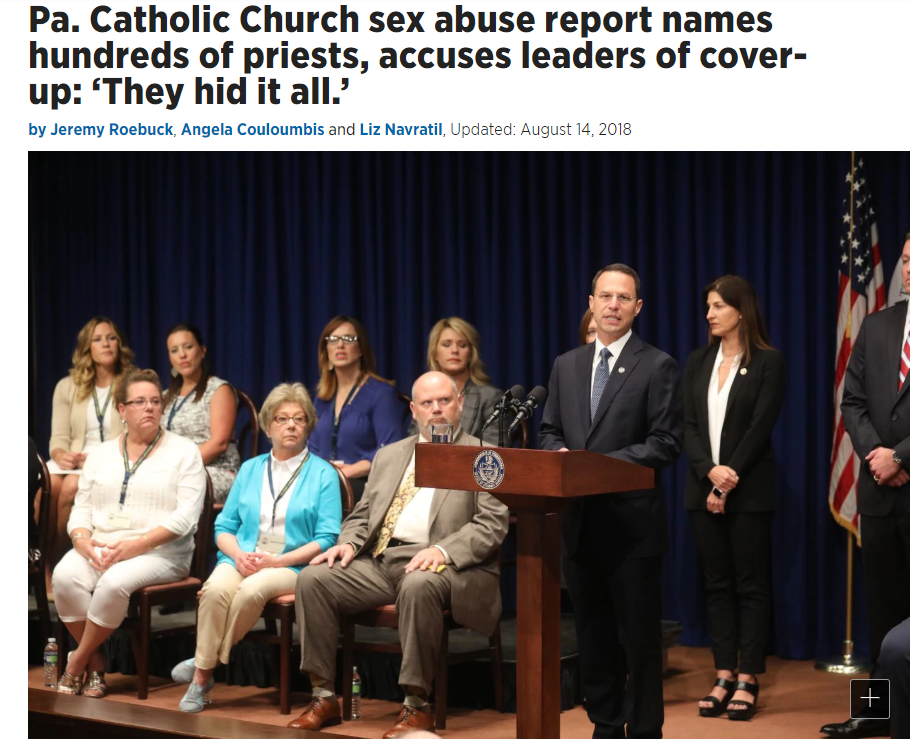 Pa. Catholic Church sex abuse report names
hundreds of priests, accuses leaders of cover-
up: ‘They hid it all.’
by Jeremy Roebuck, Angela Couloumbis and Liz Navratil, Updated: August 14, 2018